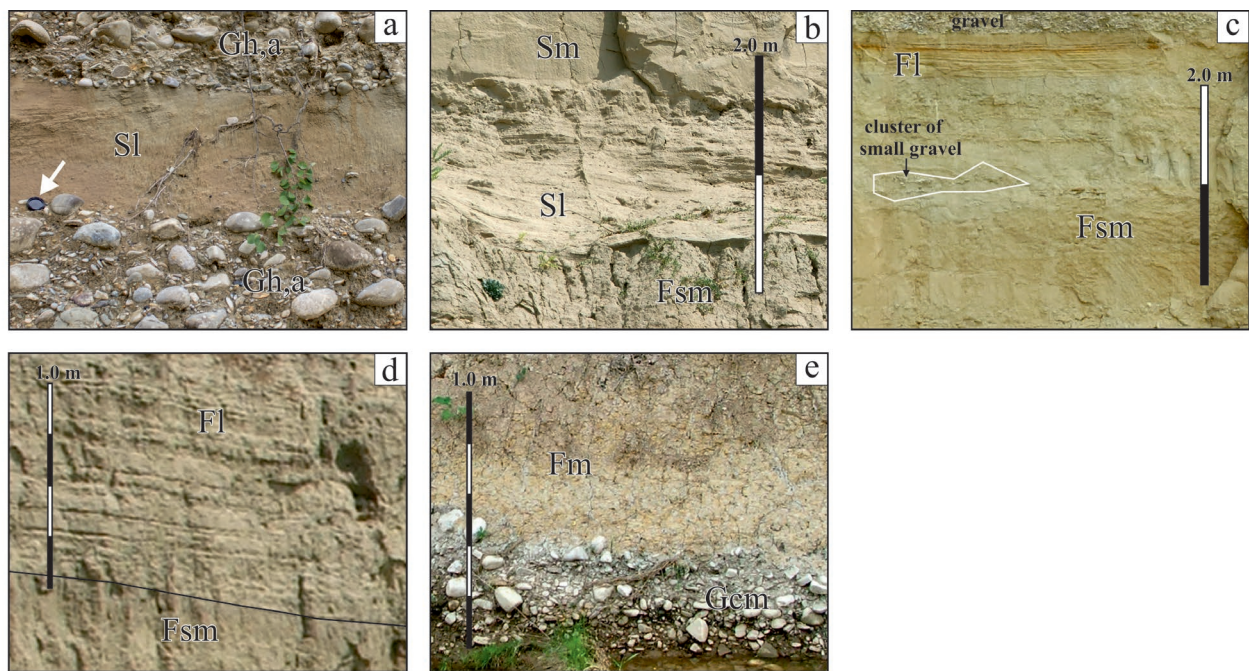 a
Gh,a
Sl
Gh,a
b
Sm
2.0 m
Sl
Fsm
c
gravel
Fl
2.0 m
cluster of
small gravel
Fsm
d
1.0 m
Fl
Fsm
e
1.0 m
Fm
Gcm